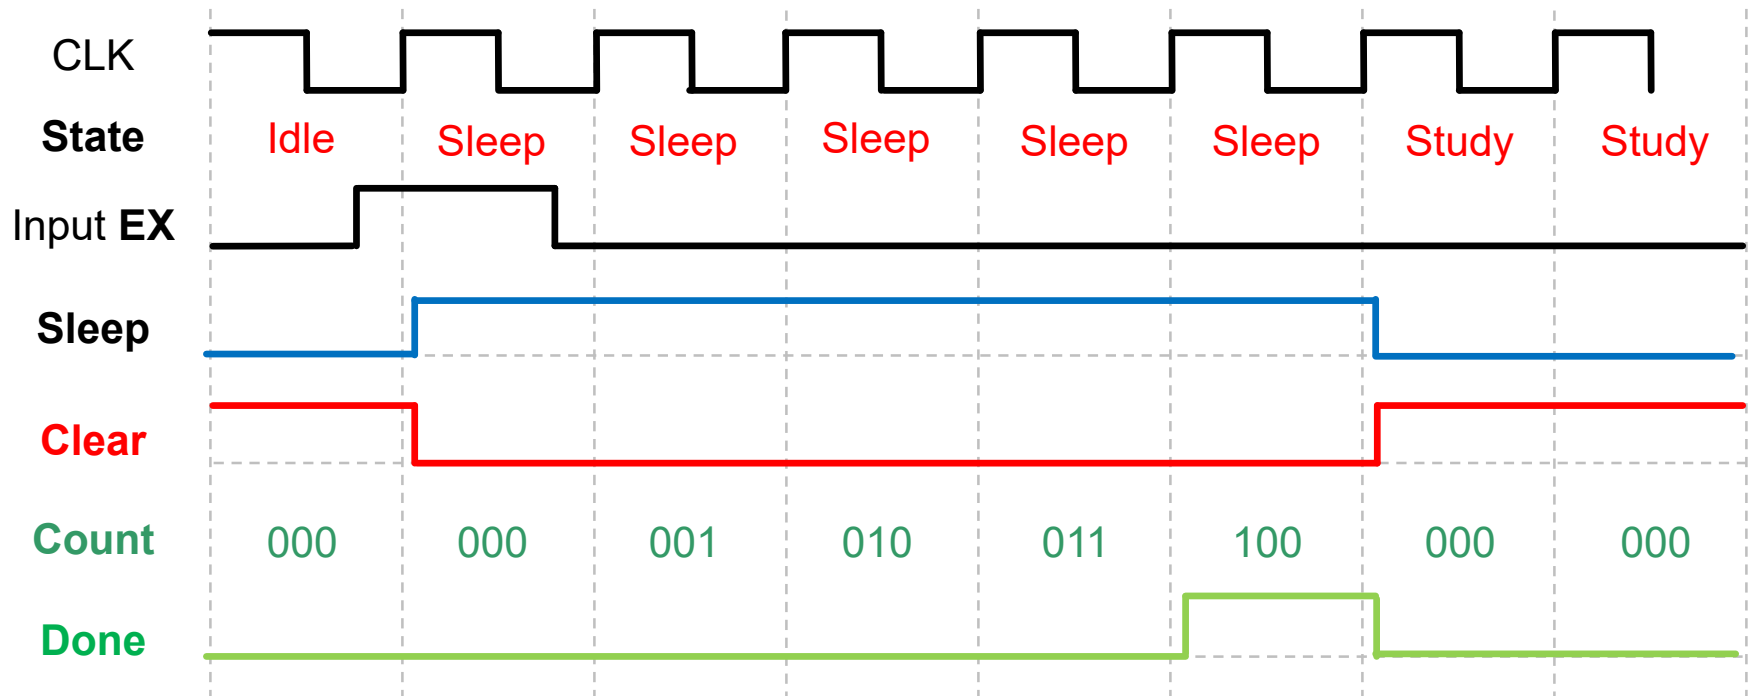 CLK
State Idle Sleep Sleep Sleep Sleep Sleep Study Study
Input EX
Sleep
Clear
Count 000 000 001 010 011 100 000 000
Done